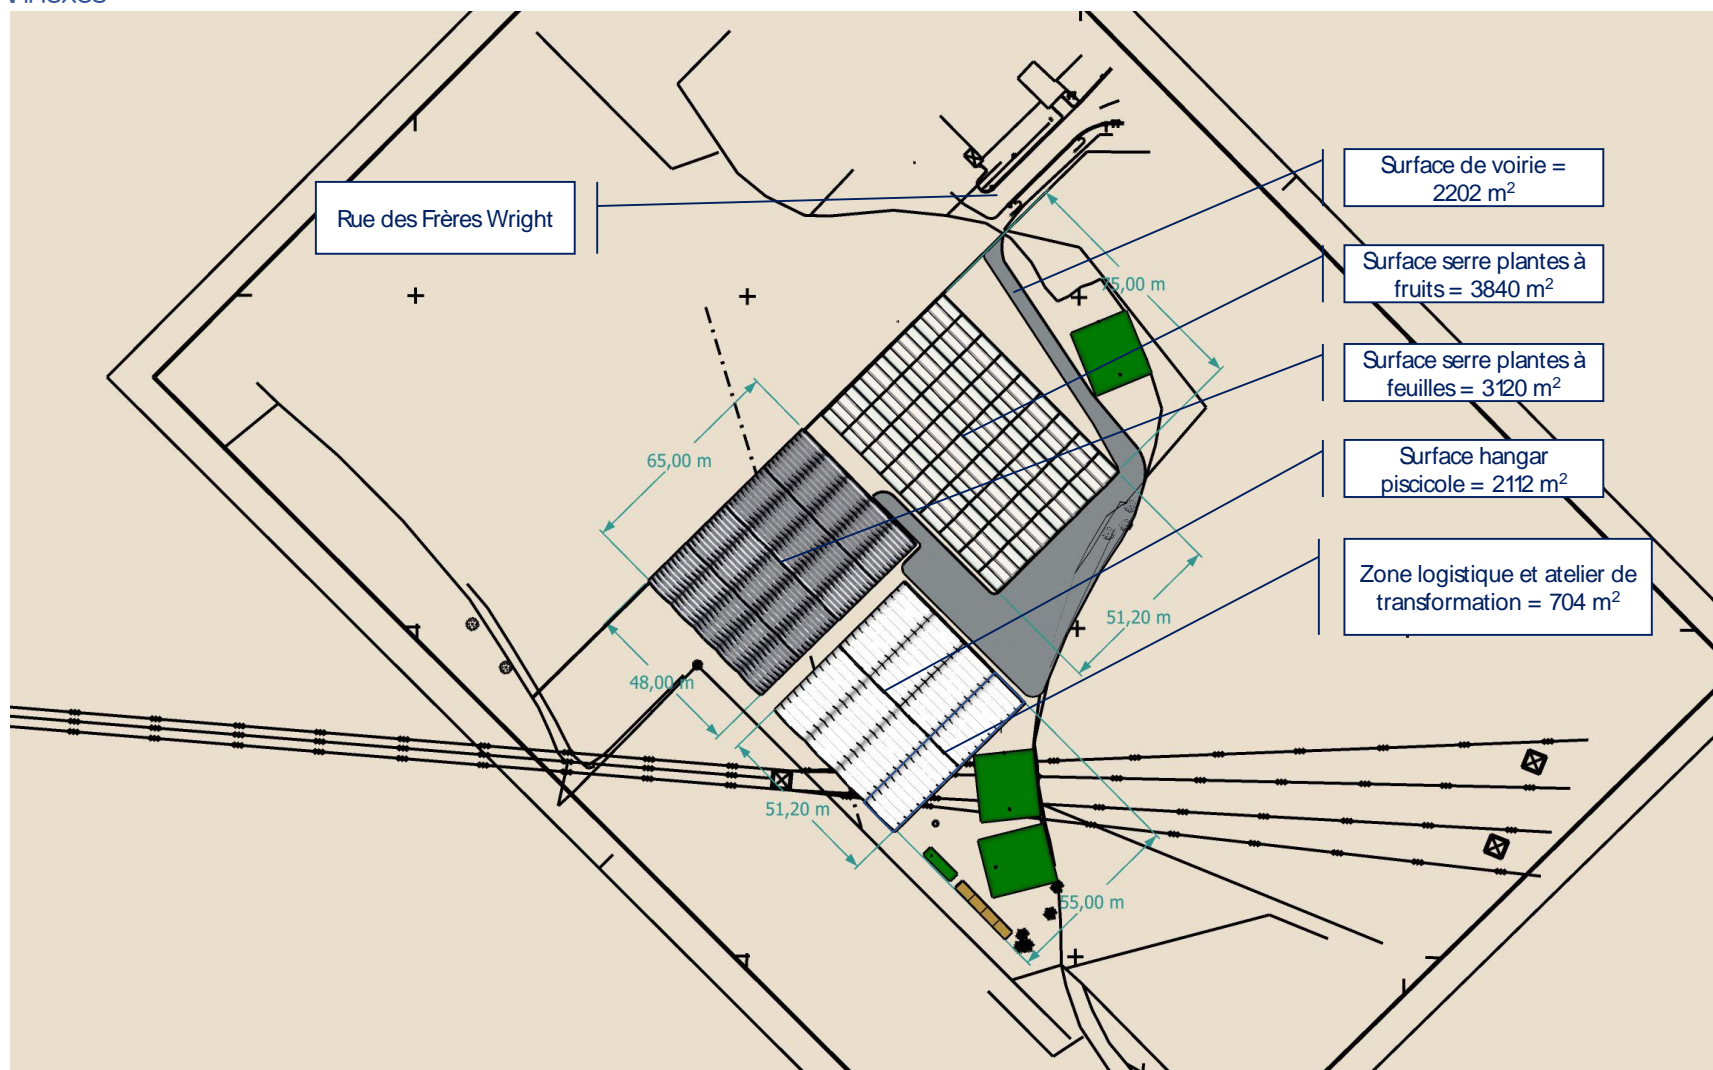 Rue des Frères Wright
Surface de voirie =
2202 m²
75,00 m
Surface serre plantes à
fruits = 3840 m²
Surface serre plantes à
feuilles = 3120 m²
65,00 m
Surface hangar
piscicole = 2112 m²
Zone logistique et atelier de
transformation = 704 m²
51,20 m
48,00 m
51,20 m
55,00 m